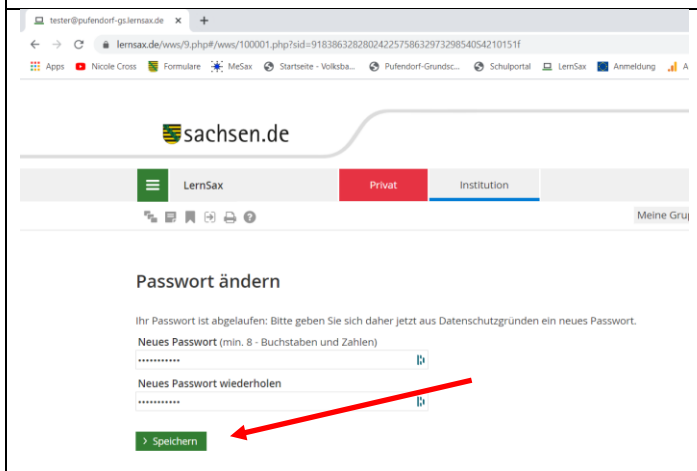 tester@pufendorf-gs.lernsax.de
lernsax.de/wws/9.php#/wws/100001.php?sid=91838632828024225758632973298540542101511f
Apps Nicole Cross Formulare MeSax Startseite - Volksba... Pufendorf-Grundsc... Schulportal LernSax Anmeldung
sachsen.de
LernSax Privat Institution
Meine Gru
Passwort ändern
Ihr Passwort ist abgelaufen: Bitte geben Sie sich daher jetzt aus Datenschutzgründen ein neues Passwort.
Neues Passwort (min. 8 - Buchstaben und Zahlen)
•••••••••••
Neues Passwort wiederholen
•••••••••••
> Speichern